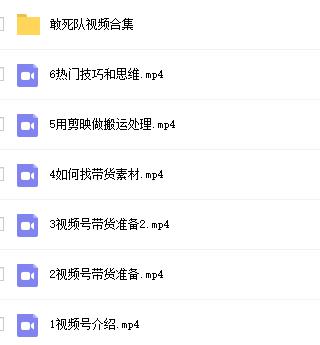 敢死队视频合集
6热门技巧和思维.mp4
5用剪映做搬运处理.mp4
4如何找带货素材.mp4
3视频号带货准备2.mp4
2视频号带货准备.mp4
1视频号介绍.mp4